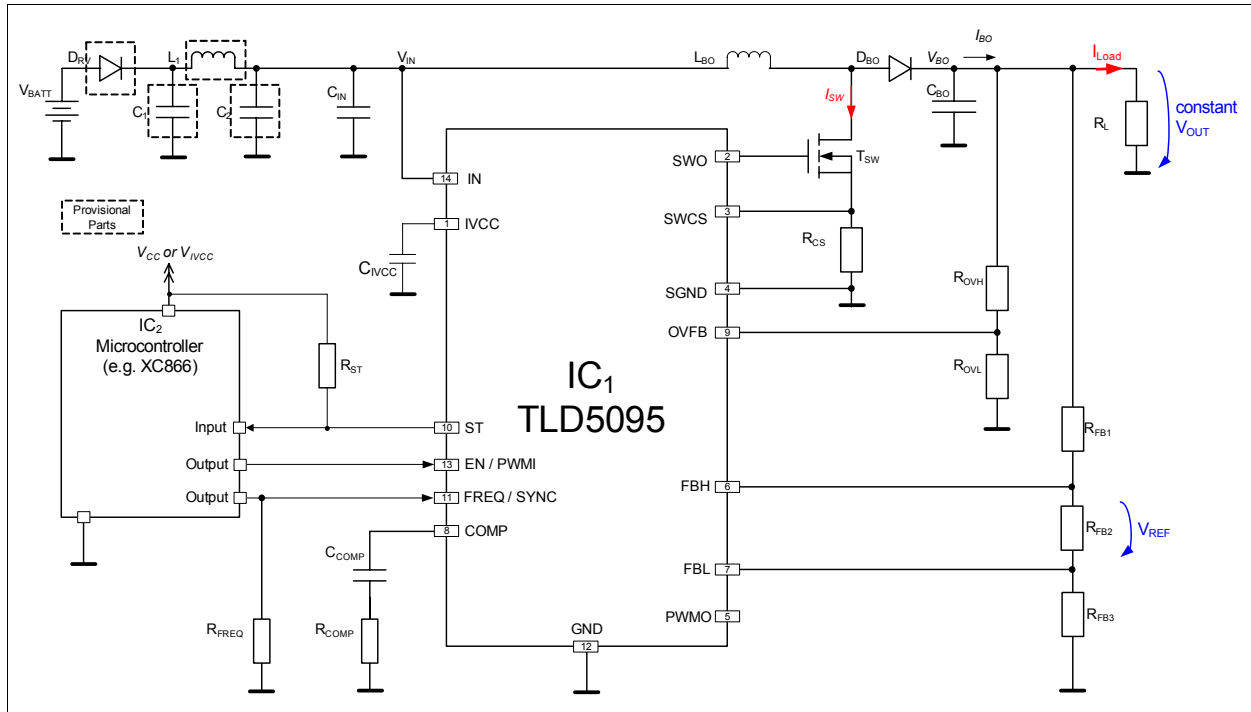 I_BO
D_RV
L_1
V_IN
L_BO
D_BO
V_BO
I_Load
V_BATT
C_1
C_2
C_IN
I_SW
C_BO
R_L
constant
V_OUT
SWO
2
T_SW
14
IN
Provisional
Parts
1
IVCC
SWCS
3
R_CS
V_CC or V_IVCC
C_IVCC
SGND
4
R_OVH
IC_2
Microcontroller
(e.g. XC866)
OVFB
9
R_ST
IC_1
TLD5095
R_OVL
Input
10
ST
R_FB1
Output
13
EN / PWMI
Output
11
FREQ / SYNC
FBH
6
8
COMP
R_FB2
V_REF
C_COMP
FBL
7
PWMO
5
R_FREQ
R_COMP
GND
12
R_FB3